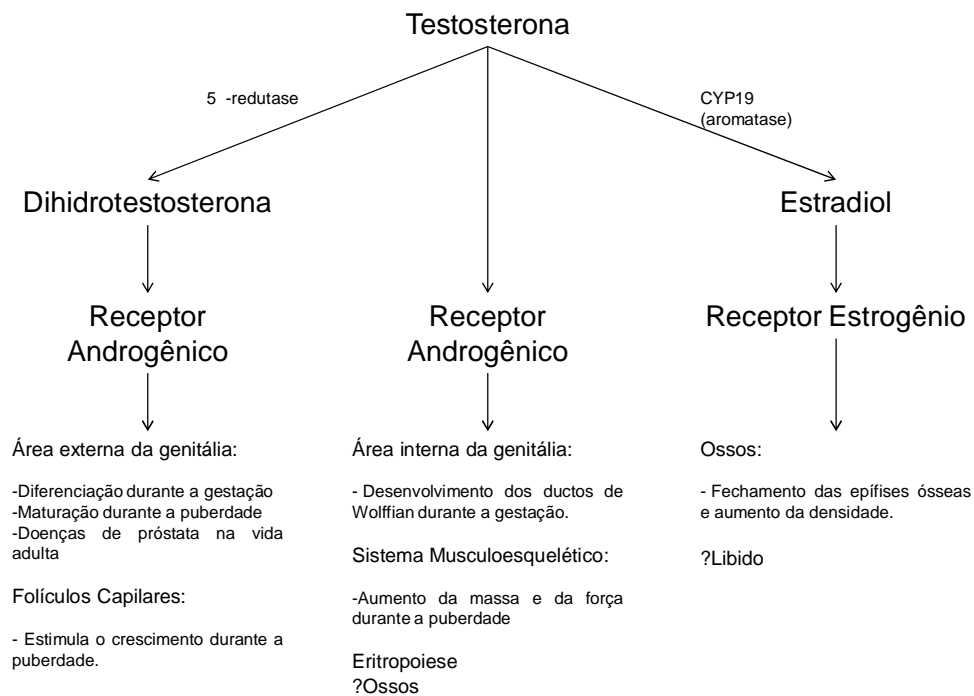 Testosterona
5 -redutase
CYP19
(aromatase)
Dihidrotestosterona
Estradiol
Receptor
Androgênico
Receptor
Androgênico
Receptor Estrogênio
Área externa da genitália:
-Diferenciação durante a gestação
-Maturação durante a puberdade
-Doenças de próstata na vida
adulta
Folículos Capilares:
- Estimula o crescimento durante a
puberdade.
Área interna da genitália:
- Desenvolvimento dos ductos de
Wolffian durante a gestação.
Sistema Musculoesquelético:
-Aumento da massa e da força
durante a puberdade
Eritropoiese
?Ossos
Ossos:
- Fechamento das epífises ósseas
e aumento da densidade.
?Libido